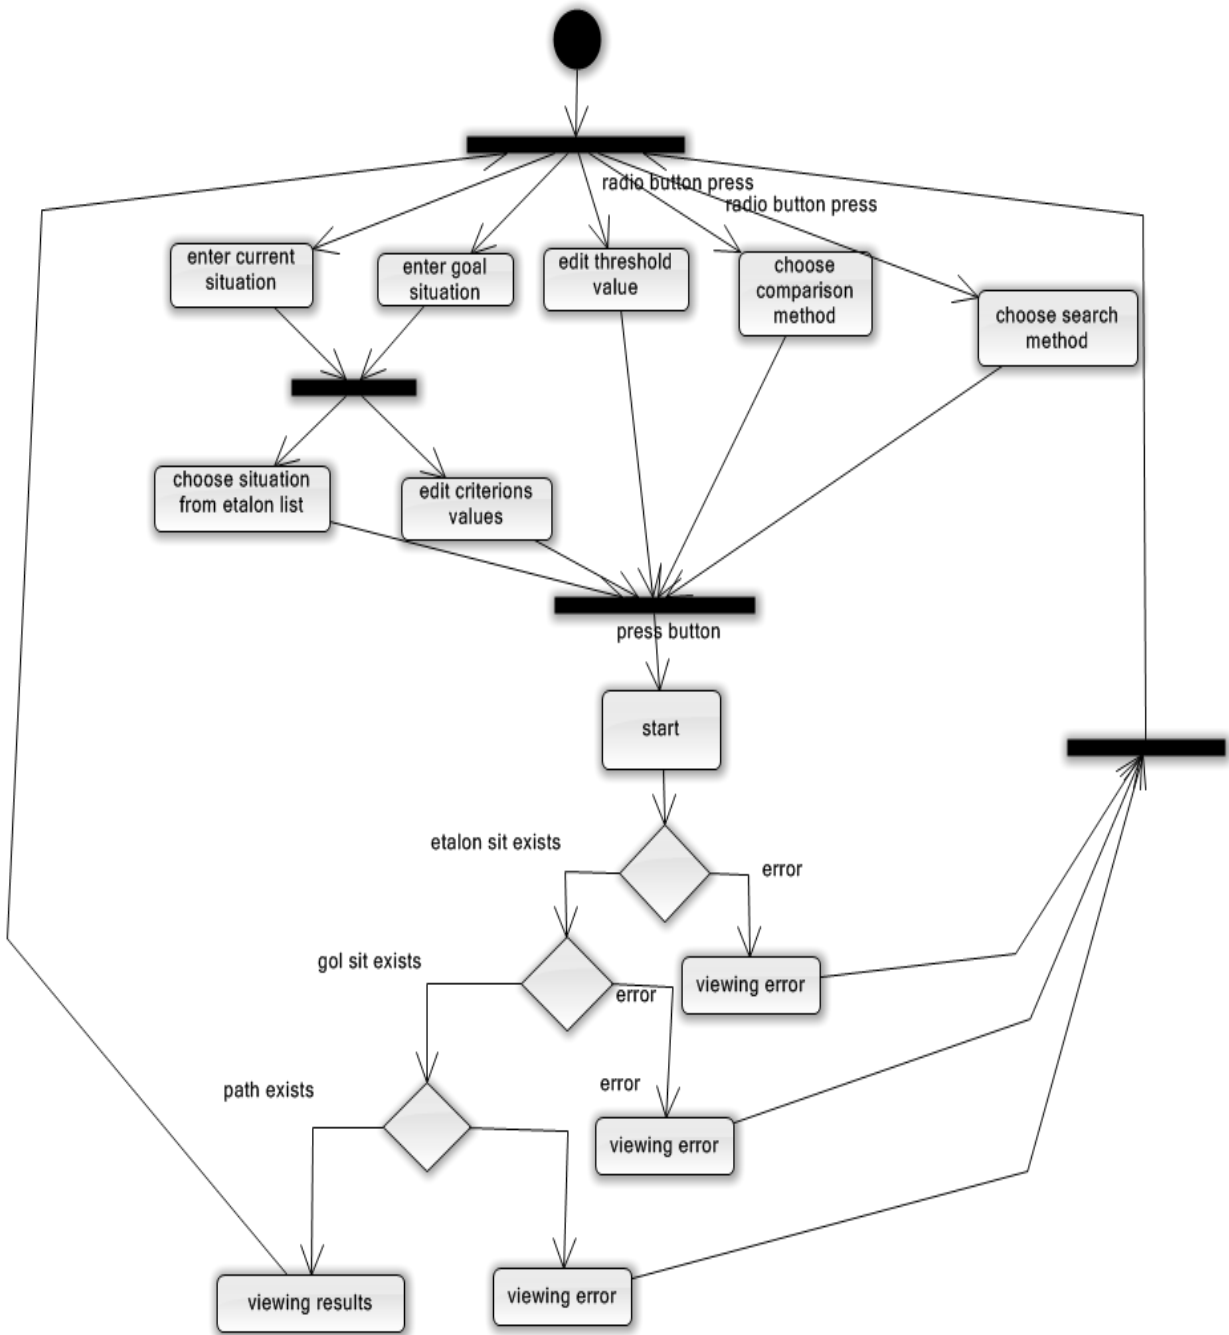 radio button press
radio button press
enter current
situation
enter goal
situation
edit threshold
value
choose
comparison
method
choose search
method
choose situation
from etalon list
edit criterions
values
press button
start
etalon sit exists
error
gol sit exists
error
viewing error
path exists
error
viewing error
viewing results
viewing error